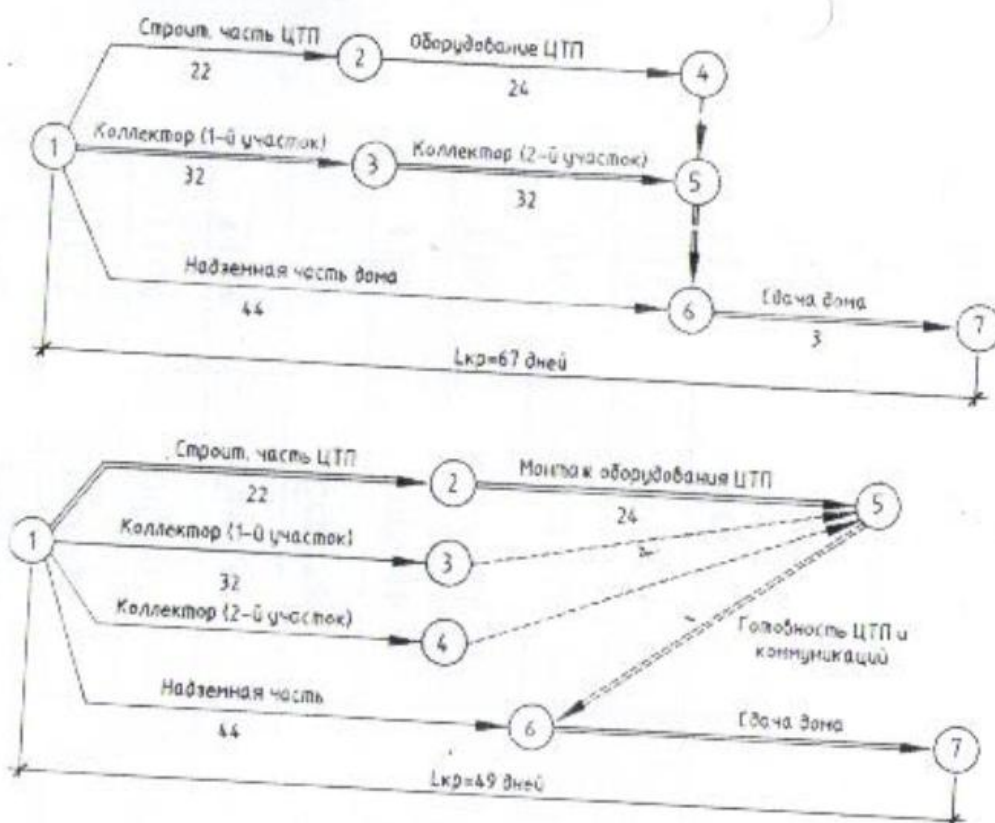 Строит. часть ЦТП
22
2
Оборудование ЦТП
24
4
1
Коллектор (1-й участок)
32
3
Коллектор (2-й участок)
32
5
Надземная часть дома
44
6
Сдача дома
3
7
Lкр=67 дней
Строит. часть ЦТП
22
2
Монтаж оборудования ЦТП
24
5
1
Коллектор (1-й участок)
32
3
Коллектор (2-й участок)
4
Готовность ЦТП и
коммуникаций
Надземная часть
44
6
Сдача дома
7
Lкр=49 дней